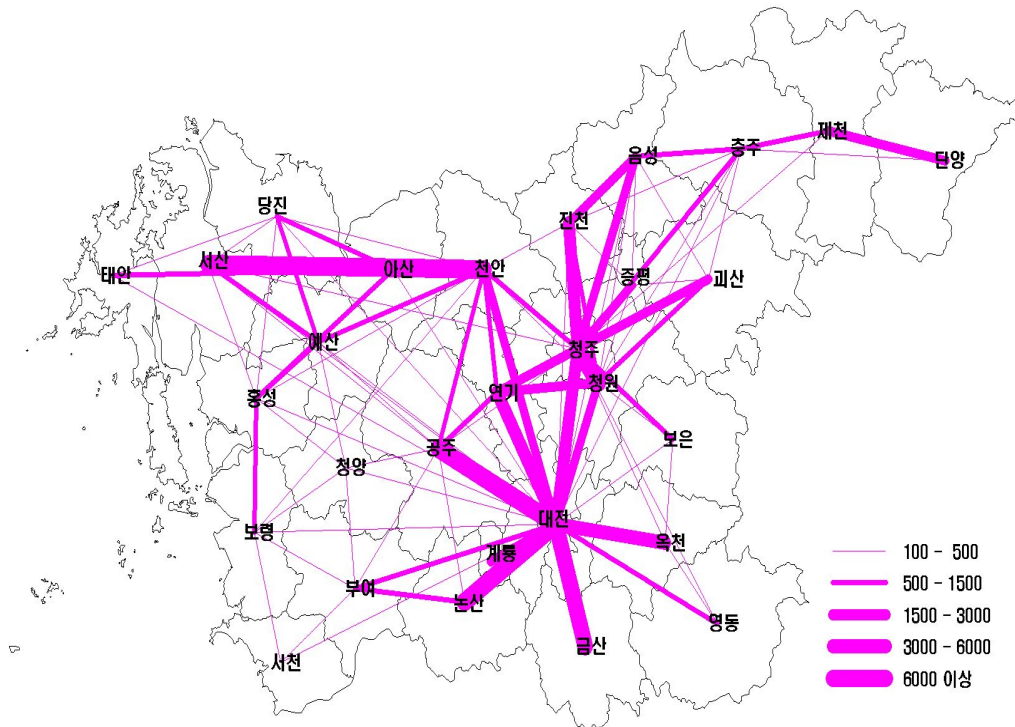 제천
충주
음성
단양
당진
진천
서산
아산
천안
태안
증평
괴산
예산
청주
청원
연기
홍성
보은
공주
청양
대전
보령
옥천
계룡
부여
논산
영동
금산
서천
100 - 500
500 - 1500
1500 - 3000
3000 - 6000
6000 이상